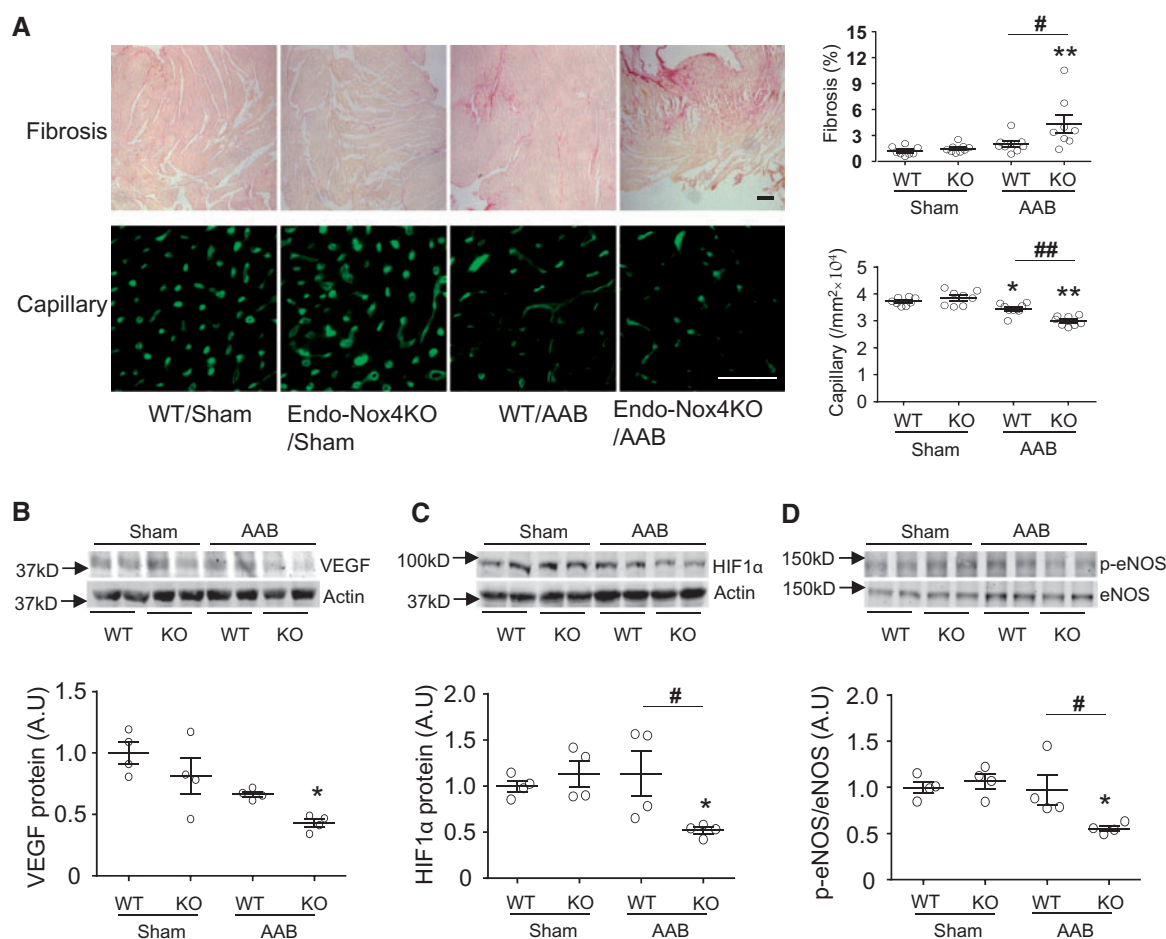 A
Fibrosis
Capillary
WT/Sham
Endo-Nox4KO
/Sham
WT/AAB
Endo-Nox4KO
/AAB
Fibrosis (%)
15
12
9
6
3
0
#
**
WT KO WT KO
Sham AAB
Capillary (/mm²×10⁴)
5
4
3
2
1
0
##
* **
WT KO WT KO
Sham AAB
B
Sham AAB
37kD VEGF
37kD Actin
WT KO WT KO
VEGF protein (A.U)
1.5
1.0
0.5
0
*
WT KO WT KO
Sham AAB
C
Sham AAB
100kD HIF1α
37kD Actin
WT KO WT KO
HIF1α protein (A.U)
2.0
1.5
1.0
0.5
0
#
*
WT KO WT KO
Sham AAB
D
Sham AAB
150kD p-eNOS
150kD eNOS
WT KO WT KO
p-eNOS/eNOS (A.U)
2.0
1.5
1.0
0.5
0
#
*
WT KO WT KO
Sham AAB